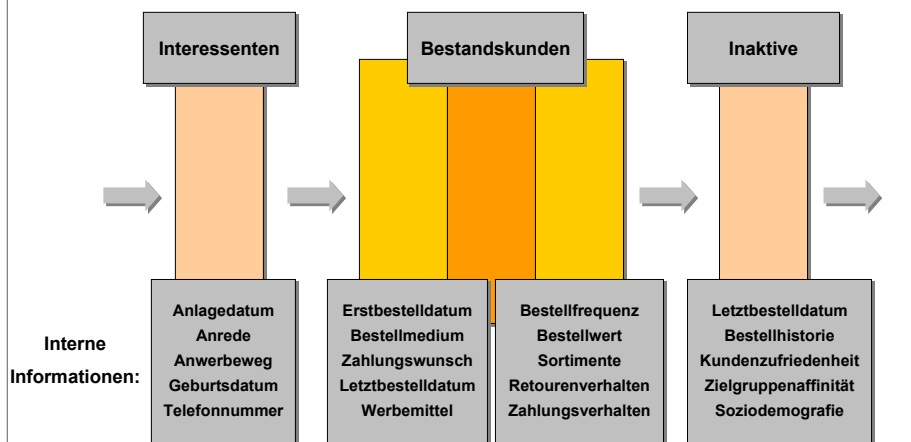 Interessenten
Bestandskunden
Inaktive
Interne
Informationen:
Anlagedatum
Anrede
Anwerbeweg
Geburtsdatum
Telefonnummer
Erstbestelldatum
Bestellmedium
Zahlungswunsch
Letztbestelldatum
Werbemittel
Bestellfrequenz
Bestellwert
Sortimente
Retourenverhalten
Zahlungsverhalten
Letztbestelldatum
Bestellhistorie
Kundenzufriedenheit
Zielgruppenaffinität
Soziodemografie